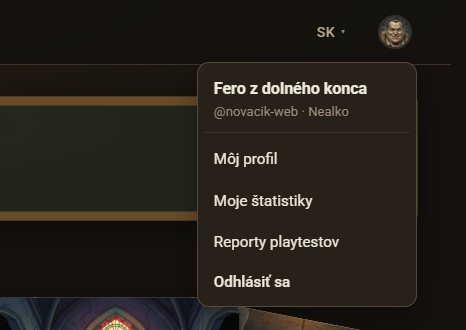 SK
Fero z dolného konca
@novacik-web · Nealko
Môj profil
Moje štatistiky
Reporty playtestov
Odhlásiť sa